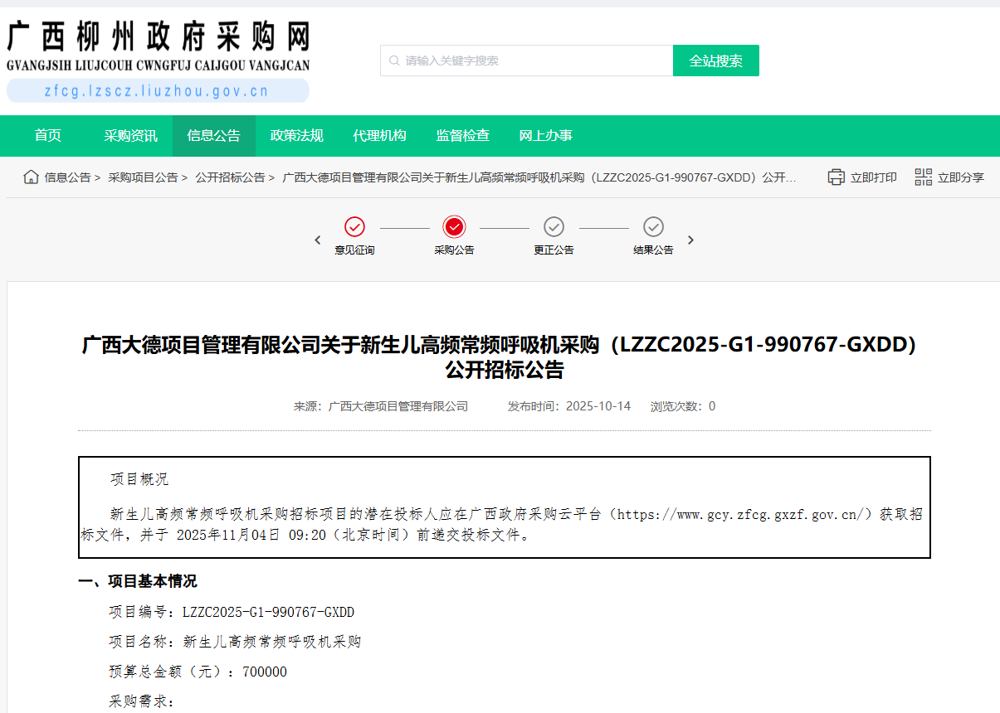 广西柳州政府采购网
GVANGJSIH LIUJCOUH CWNGFUJ CAIJGOU VANGJCAN
zfcg.lzscz.liuzhou.gov.cn
请输入关键字搜索
全站搜索
首页 采购资讯 信息公告 政策法规 代理机构 监督检查 网上办事
信息公告 > 采购项目公告 > 公开招标公告 > 广西大德项目管理有限公司关于新生儿高频常频呼吸机采购（LZZC2025-G1-990767-GXDD）公开… 立即打印 立即分享
意见征询 采购公告 更正公告 结果公告
广西大德项目管理有限公司关于新生儿高频常频呼吸机采购（LZZC2025-G1-990767-GXDD）
公开招标公告
来源：广西大德项目管理有限公司 发布时间：2025-10-14 浏览次数：0
项目概况
新生儿高频常频呼吸机采购招标项目的潜在投标人应在广西政府采购云平台（https://www.gcy.zfcg.gxzf.gov.cn/）获取招
标文件，并于 2025年11月04日 09:20（北京时间）前递交投标文件。
一、项目基本情况
项目编号：LZZC2025-G1-990767-GXDD
项目名称：新生儿高频常频呼吸机采购
预算总金额（元）：700000
采购需求：